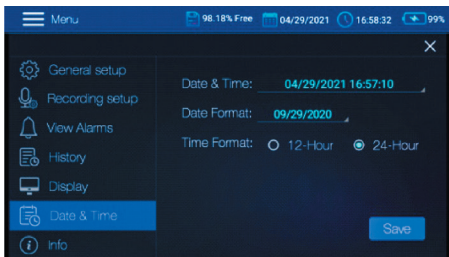 Menu 98.18% Free 04/29/2021 16:58:32 99%
General setup
Recording setup
View Alarms
History
Display
Date & Time
Info
Date & Time: 04/29/2021 16:57:10
Date Format: 09/29/2020
Time Format: 12-Hour 24-Hour
Save